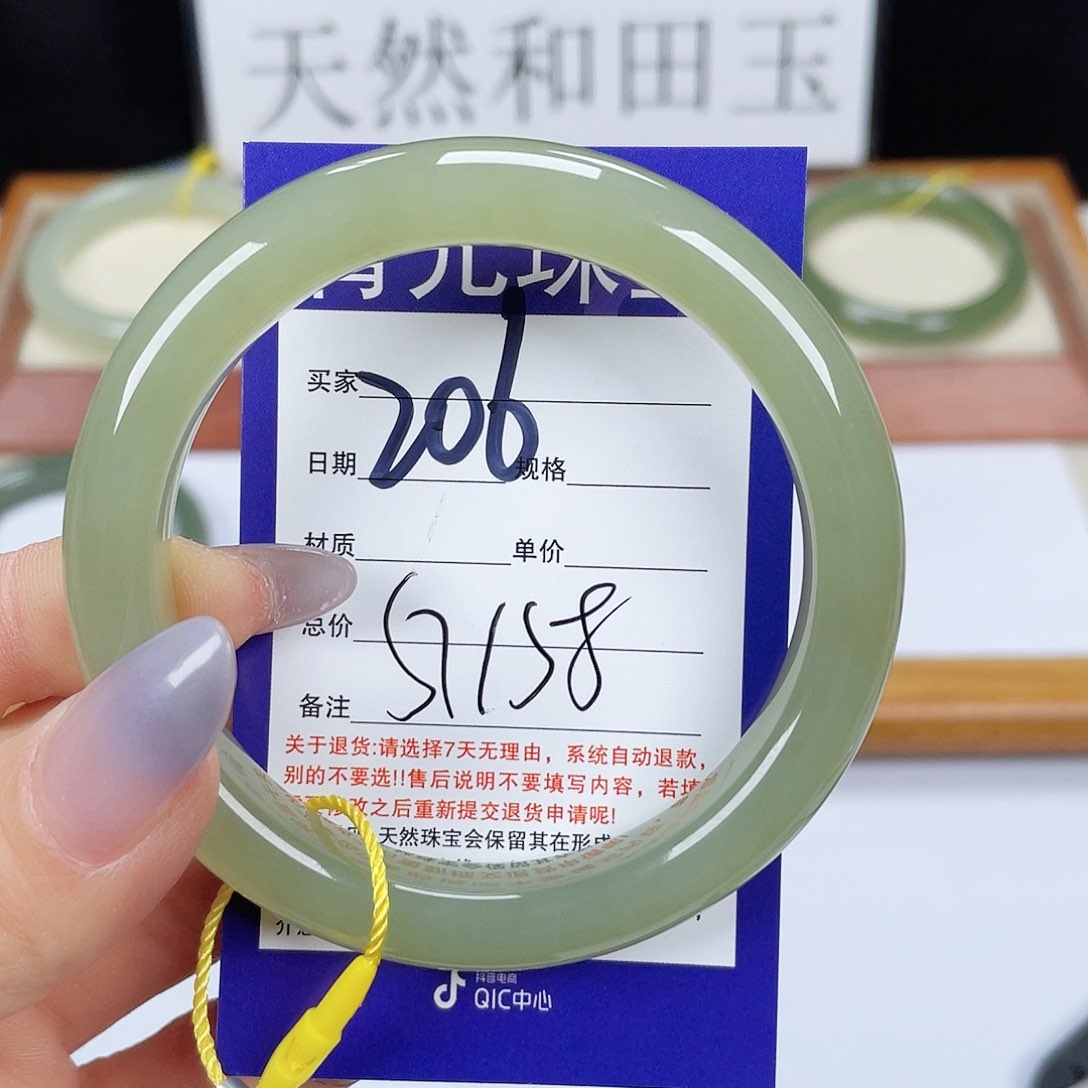 天然和田玉
买家
206
日期 规格
材质 单价
总价
备注
关于退货:请选择7天无理由，系统自动退款，
别的不要选!!售后说明不要填写内容，若填
改之后重新提交退货申请呢!
天然珠宝会保留其在形成
抖音电商
QIC中心